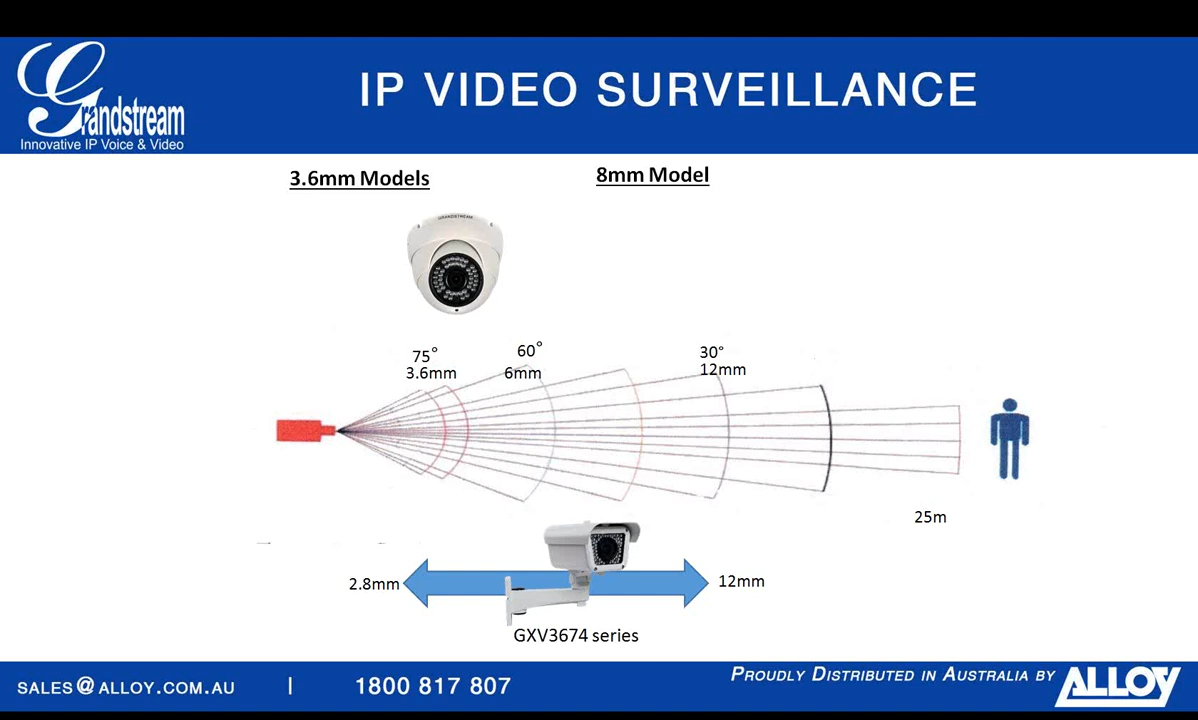 Grandstream
Innovative IP Voice & Video
IP VIDEO SURVEILLANCE
3.6mm Models
8mm Model
GRANDSTREAM
75°
3.6mm
60°
6mm
30°
12mm
25m
2.8mm
12mm
GXV3674 series
SALES@ALLOY.COM.AU | 1800 817 807
PROUDLY DISTRIBUTED IN AUSTRALIA BY ALLOY